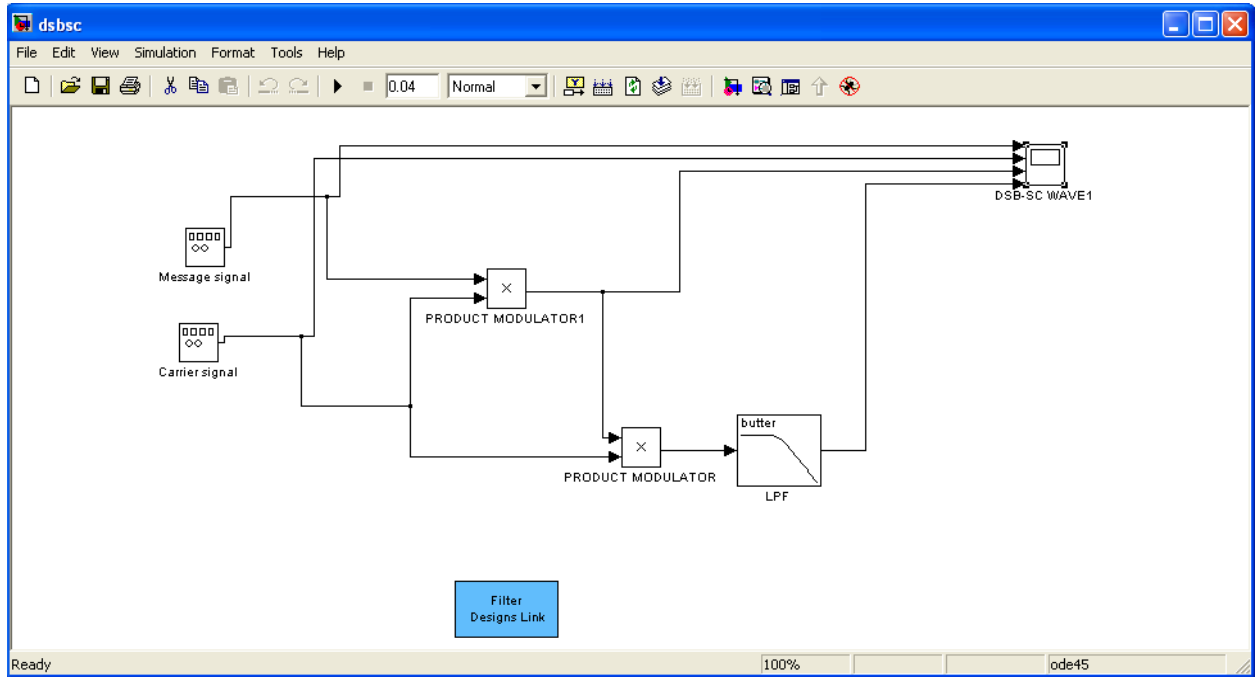 dsbsc
File Edit View Simulation Format Tools Help
0.04 Normal
DSB-SC WAVE1
Message signal
×
PRODUCT MODULATOR1
Carrier signal
butter
×
PRODUCT MODULATOR
LPF
Filter
Designs Link
Ready 100% ode45